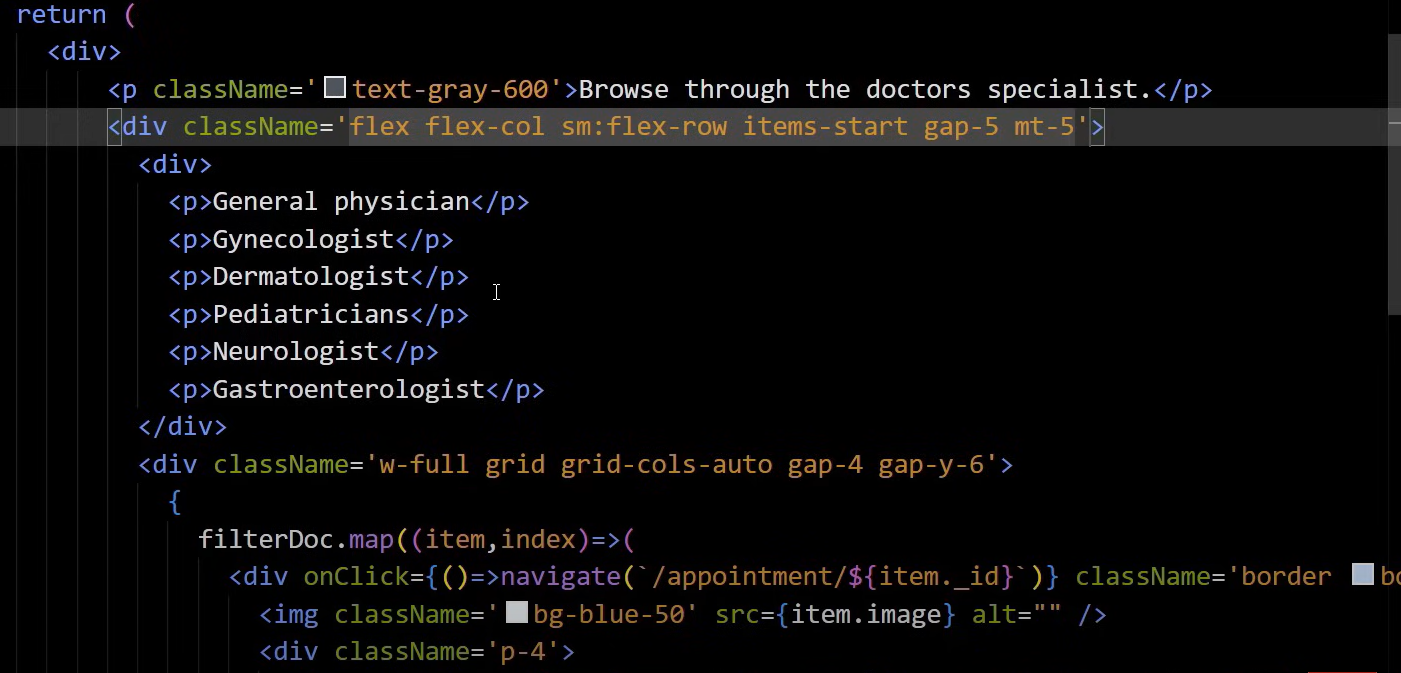 return (
<div>
<p className='text-gray-600'>Browse through the doctors specialist.</p>
<div className='flex flex-col sm:flex-row items-start gap-5 mt-5'>
<div>
<p>General physician</p>
<p>Gynecologist</p>
<p>Dermatologist</p>
<p>Pediatricians</p>
<p>Neurologist</p>
<p>Gastroenterologist</p>
</div>
<div className='w-full grid grid-cols-auto gap-4 gap-y-6'>
{
filterDoc.map((item,index)=>(
<div onClick={()=>navigate(`/appointment/${item._id}`)} className='border
<img className='bg-blue-50' src={item.image} alt="" />
<div className='p-4'>